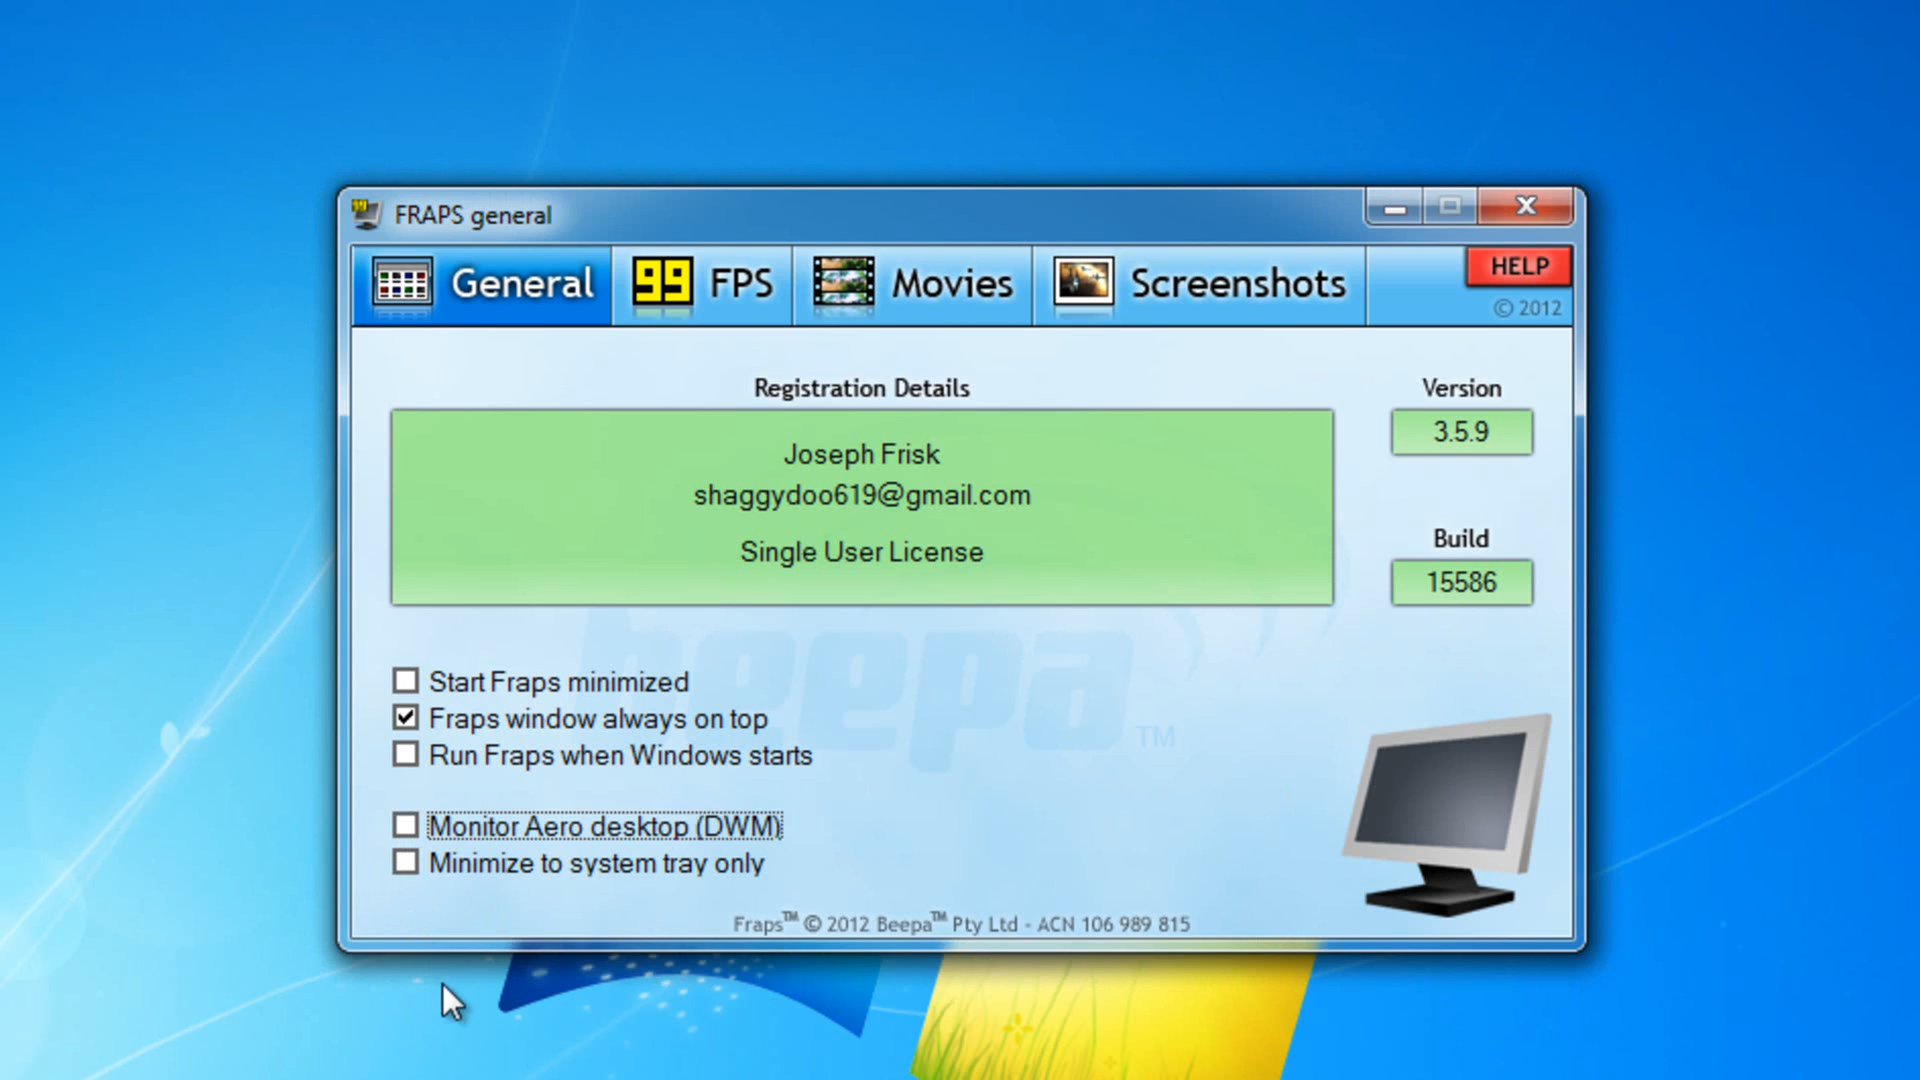 FRAPS general
General
99
FPS
Movies
Screenshots
HELP
© 2012
Registration Details
Version
3.5.9
Joseph Frisk
shaggydoo619@gmail.com
Single User License
Build
15586
beepa™
Start Fraps minimized
Fraps window always on top
Run Fraps when Windows starts
Monitor Aero desktop (DWM)
Minimize to system tray only
Fraps™ © 2012 Beepa™ Pty Ltd - ACN 106 989 815